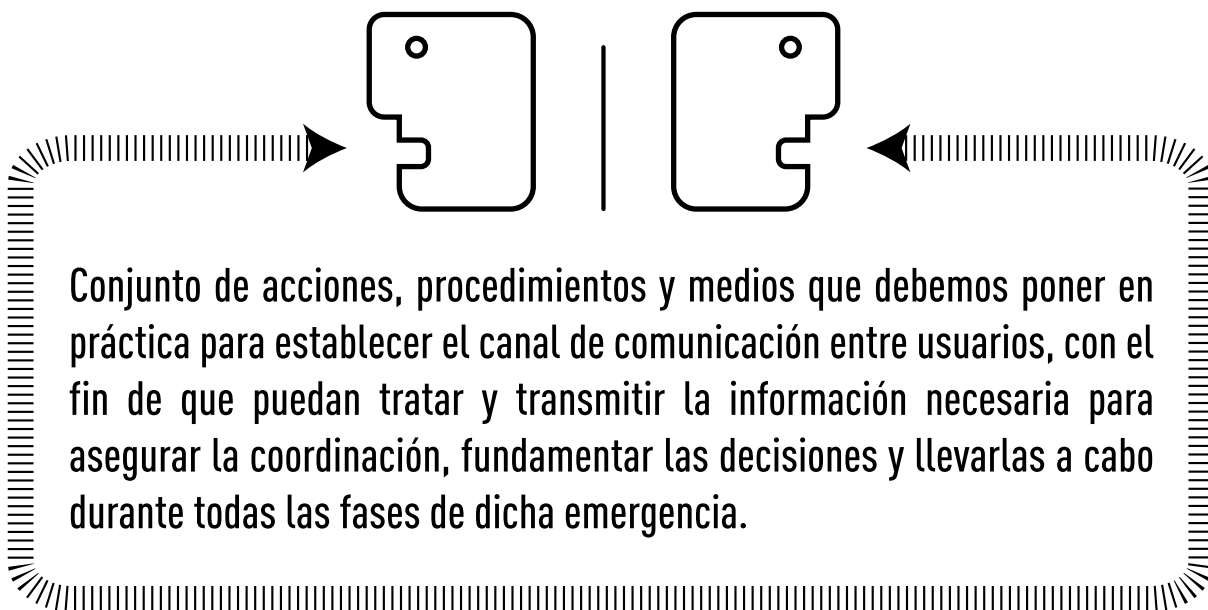 Conjunto de acciones, procedimientos y medios que debemos poner en
práctica para establecer el canal de comunicación entre usuarios, con el
fin de que puedan tratar y transmitir la información necesaria para
asegurar la coordinación, fundamentar las decisiones y llevarlas a cabo
durante todas las fases de dicha emergencia.